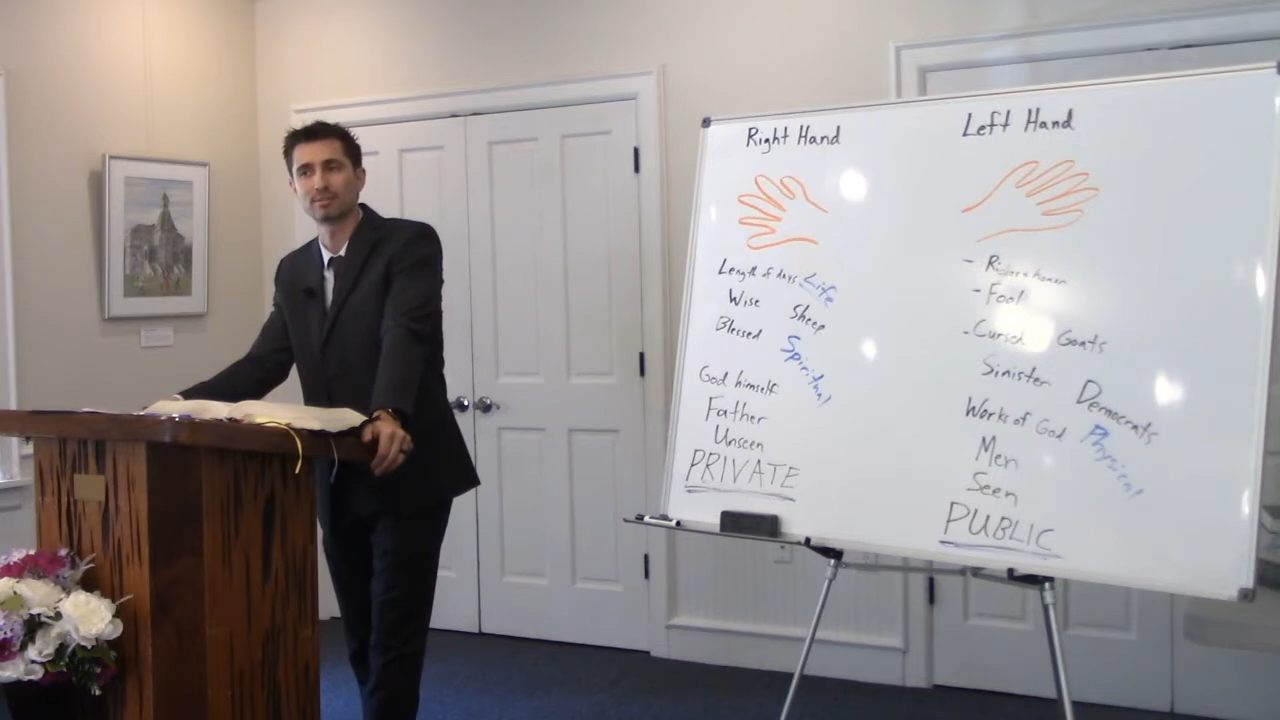 Right Hand
Length of days Life
Wise Sheep
Blessed
Spiritual
God himself
Father
Unseen
PRIVATE
Left Hand
- Riches + honor
- Fool
- Cursed Goats
Sinister Democrats
Works of God Physical
Men
Seen
PUBLIC